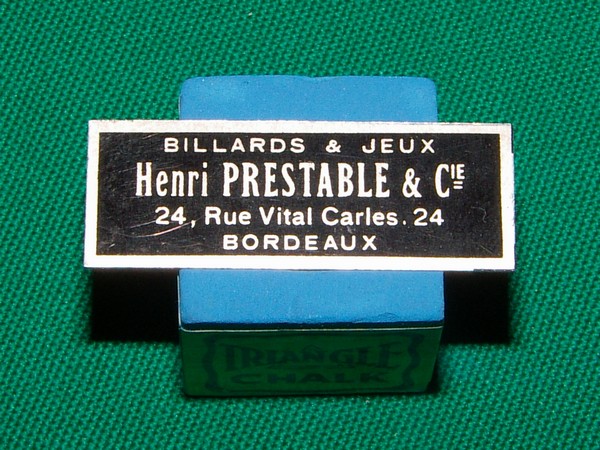 BILLARDS & JEUX
Henri PRESTABLE & CIE
24, Rue Vital Carles. 24
BORDEAUX
TRIANGLE
CHALK